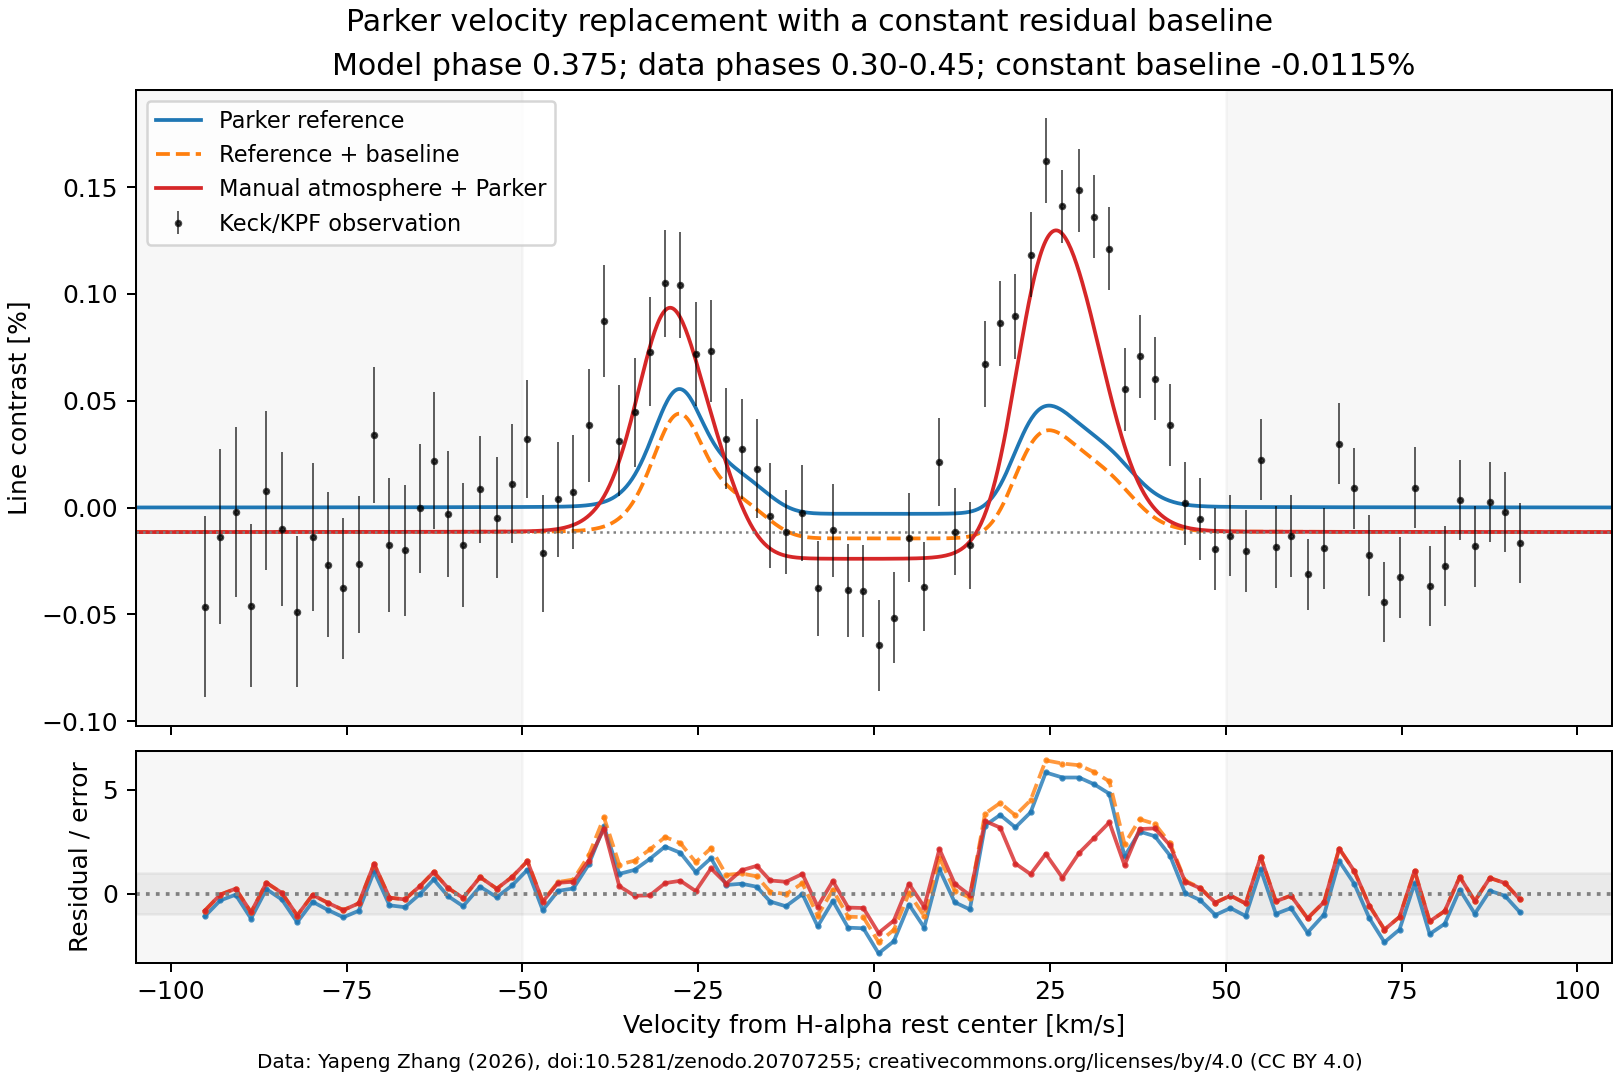 Parker velocity replacement with a constant residual baseline
Model phase 0.375; data phases 0.30-0.45; constant baseline -0.0115%
Parker reference
Reference + baseline
Manual atmosphere + Parker
Keck/KPF observation
Line contrast [%]
0.15
0.10
0.05
0.00
−0.05
−0.10
Residual / error
5
0
−100 −75 −50 −25 0 25 50 75 100
Velocity from H-alpha rest center [km/s]
Data: Yapeng Zhang (2026), doi:10.5281/zenodo.20707255; creativecommons.org/licenses/by/4.0 (CC BY 4.0)